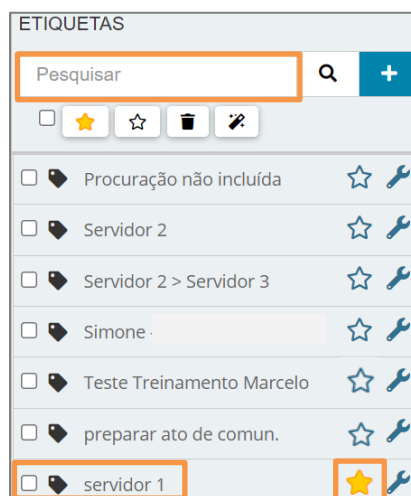 ETIQUETAS
Pesquisar
Procuração não incluída
Servidor 2
Servidor 2 > Servidor 3
Simone -
Teste Treinamento Marcelo
preparar ato de comun.
servidor 1